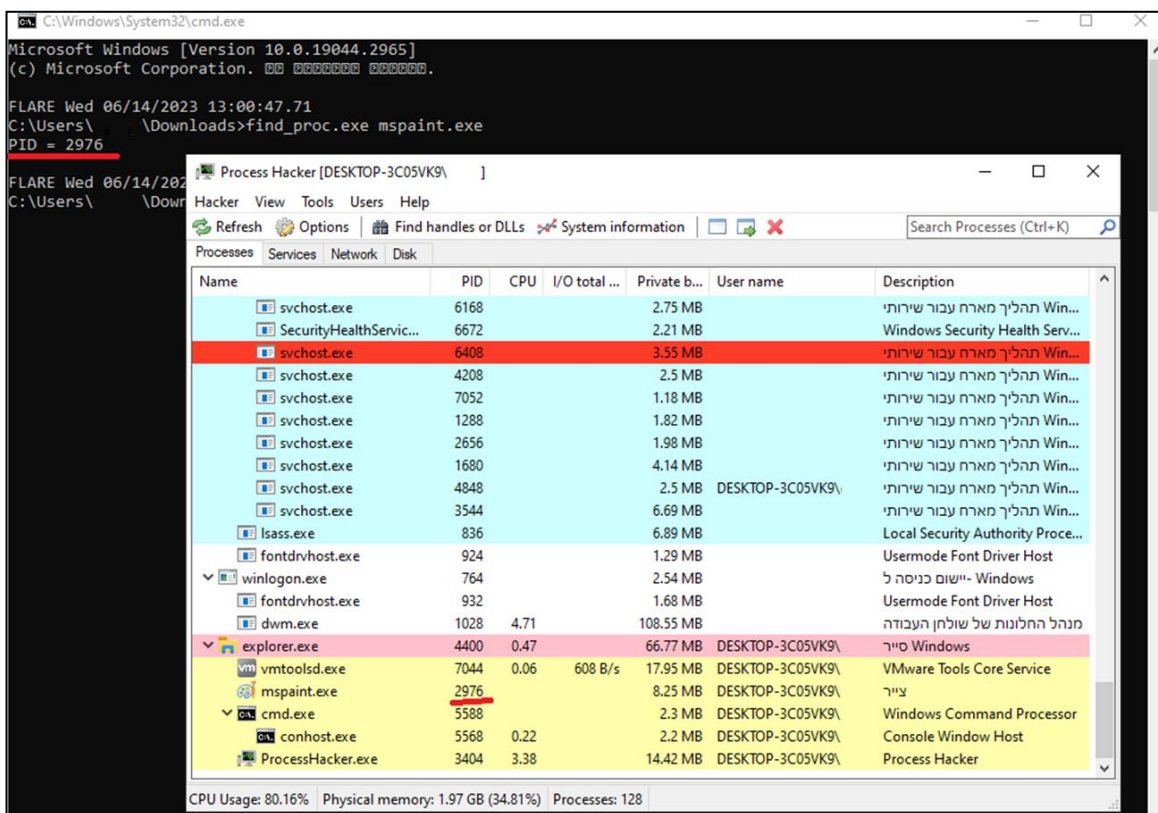 C:\Windows\System32\cmd.exe
Microsoft Windows [Version 10.0.19044.2965]
(c) Microsoft Corporation.
FLARE Wed 06/14/2023 13:00:47.71
C:\Users\ \Downloads>find_proc.exe mspaint.exe
PID = 2976
FLARE Wed 06/14/202
C:\Users\ \Down
Process Hacker [DESKTOP-3C05VK9\ ]
Hacker View Tools Users Help
Refresh Options Find handles or DLLs System information Search Processes (Ctrl+K)
Processes Services Network Disk
Name PID CPU I/O total ... Private b... User name Description
svchost.exe 6168 2.75 MB תהליך מארח עבור שירותי Win...
SecurityHealthServic... 6672 2.21 MB Windows Security Health Serv...
svchost.exe 6408 3.55 MB תהליך מארח עבור שירותי Win...
svchost.exe 4208 2.5 MB תהליך מארח עבור שירותי Win...
svchost.exe 7052 1.18 MB תהליך מארח עבור שירותי Win...
svchost.exe 1288 1.82 MB תהליך מארח עבור שירותי Win...
svchost.exe 2656 1.98 MB תהליך מארח עבור שירותי Win...
svchost.exe 1680 4.14 MB תהליך מארח עבור שירותי Win...
svchost.exe 4848 2.5 MB DESKTOP-3C05VK9\ תהליך מארח עבור שירותי Win...
svchost.exe 3544 6.69 MB תהליך מארח עבור שירותי Win...
lsass.exe 836 6.89 MB Local Security Authority Proce...
fontdrvhost.exe 924 1.29 MB Usermode Font Driver Host
winlogon.exe 764 2.54 MB יישום כניסה ל- Windows
fontdrvhost.exe 932 1.68 MB Usermode Font Driver Host
dwm.exe 1028 4.71 108.55 MB מנהל החלונות של שולחן העבודה
explorer.exe 4400 0.47 66.77 MB DESKTOP-3C05VK9\ סייר Windows
vmtoolsd.exe 7044 0.06 608 B/s 17.95 MB DESKTOP-3C05VK9\ VMware Tools Core Service
mspaint.exe 2976 8.25 MB DESKTOP-3C05VK9\ צייר
cmd.exe 5588 2.3 MB DESKTOP-3C05VK9\ Windows Command Processor
conhost.exe 5568 0.22 2.2 MB DESKTOP-3C05VK9\ Console Window Host
ProcessHacker.exe 3404 3.38 14.42 MB DESKTOP-3C05VK9\ Process Hacker
CPU Usage: 80.16% Physical memory: 1.97 GB (34.81%) Processes: 128